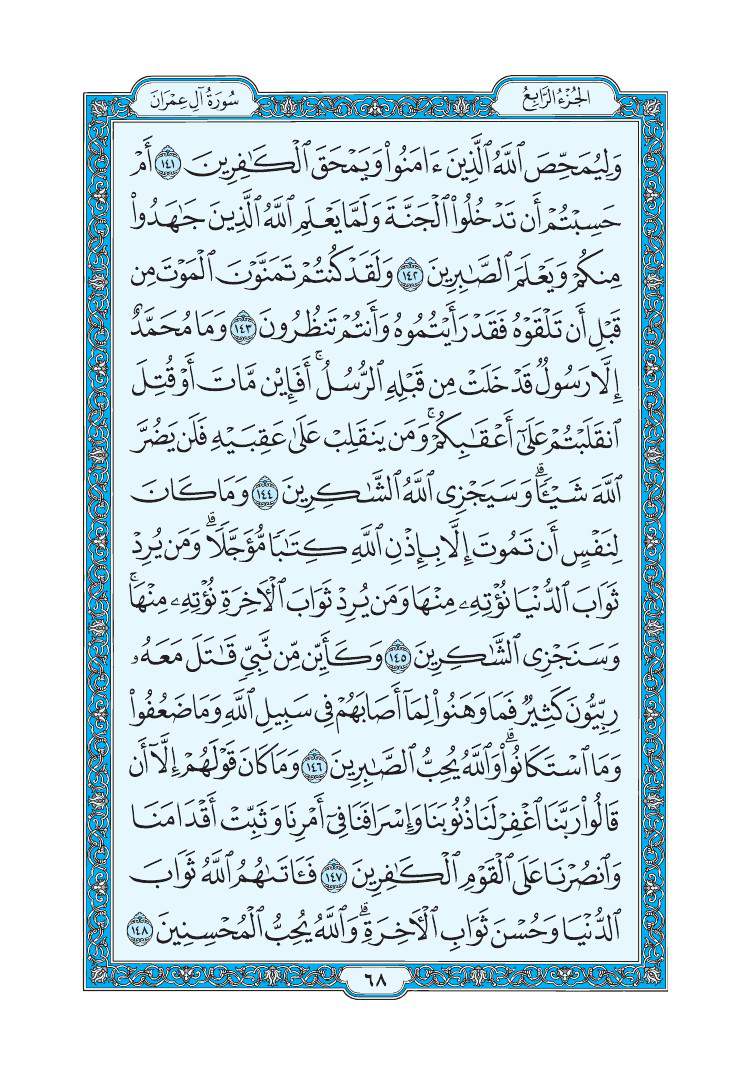 الجُزْءُ الرَّابِعُ
سُورَةُ آلِ عِمْرَانَ
وَلِيُمَحِّصَ ٱللَّهُ ٱلَّذِينَ ءَامَنُوا۟ وَيَمْحَقَ ٱلْكَٰفِرِينَ ١٤١ أَمْ
حَسِبْتُمْ أَن تَدْخُلُوا۟ ٱلْجَنَّةَ وَلَمَّا يَعْلَمِ ٱللَّهُ ٱلَّذِينَ جَٰهَدُوا۟
مِنكُمْ وَيَعْلَمَ ٱلصَّٰبِرِينَ ١٤٢ وَلَقَدْ كُنتُمْ تَمَنَّوْنَ ٱلْمَوْتَ مِن
قَبْلِ أَن تَلْقَوْهُ فَقَدْ رَأَيْتُمُوهُ وَأَنتُمْ تَنظُرُونَ ١٤٣ وَمَا مُحَمَّدٌ
إِلَّا رَسُولٌ قَدْ خَلَتْ مِن قَبْلِهِ ٱلرُّسُلُ ۚ أَفَإِي۟ن مَّاتَ أَوْ قُتِلَ
ٱنقَلَبْتُمْ عَلَىٰٓ أَعْقَٰبِكُمْ ۚ وَمَن يَنقَلِبْ عَلَىٰ عَقِبَيْهِ فَلَن يَضُرَّ
ٱللَّهَ شَيْـًٔا ۗ وَسَيَجْزِى ٱللَّهُ ٱلشَّٰكِرِينَ ١٤٤ وَمَا كَانَ
لِنَفْسٍ أَن تَمُوتَ إِلَّا بِإِذْنِ ٱللَّهِ كِتَٰبًا مُّؤَجَّلًا ۗ وَمَن يُرِدْ
ثَوَابَ ٱلدُّنْيَا نُؤْتِهِۦ مِنْهَا وَمَن يُرِدْ ثَوَابَ ٱلْأَخِرَةِ نُؤْتِهِۦ مِنْهَا ۚ
وَسَنَجْزِى ٱلشَّٰكِرِينَ ١٤٥ وَكَأَيِّن مِّن نَّبِىٍّ قَٰتَلَ مَعَهُۥ
رِبِّيُّونَ كَثِيرٌ فَمَا وَهَنُوا۟ لِمَآ أَصَابَهُمْ فِى سَبِيلِ ٱللَّهِ وَمَا ضَعُفُوا۟
وَمَا ٱسْتَكَانُوا۟ ۗ وَٱللَّهُ يُحِبُّ ٱلصَّٰبِرِينَ ١٤٦ وَمَا كَانَ قَوْلَهُمْ إِلَّآ أَن
قَالُوا۟ رَبَّنَا ٱغْفِرْ لَنَا ذُنُوبَنَا وَإِسْرَافَنَا فِىٓ أَمْرِنَا وَثَبِّتْ أَقْدَامَنَا
وَٱنصُرْنَا عَلَى ٱلْقَوْمِ ٱلْكَٰفِرِينَ ١٤٧ فَـَٔاتَىٰهُمُ ٱللَّهُ ثَوَابَ
ٱلدُّنْيَا وَحُسْنَ ثَوَابِ ٱلْأَخِرَةِ ۗ وَٱللَّهُ يُحِبُّ ٱلْمُحْسِنِينَ ١٤٨
٦٨